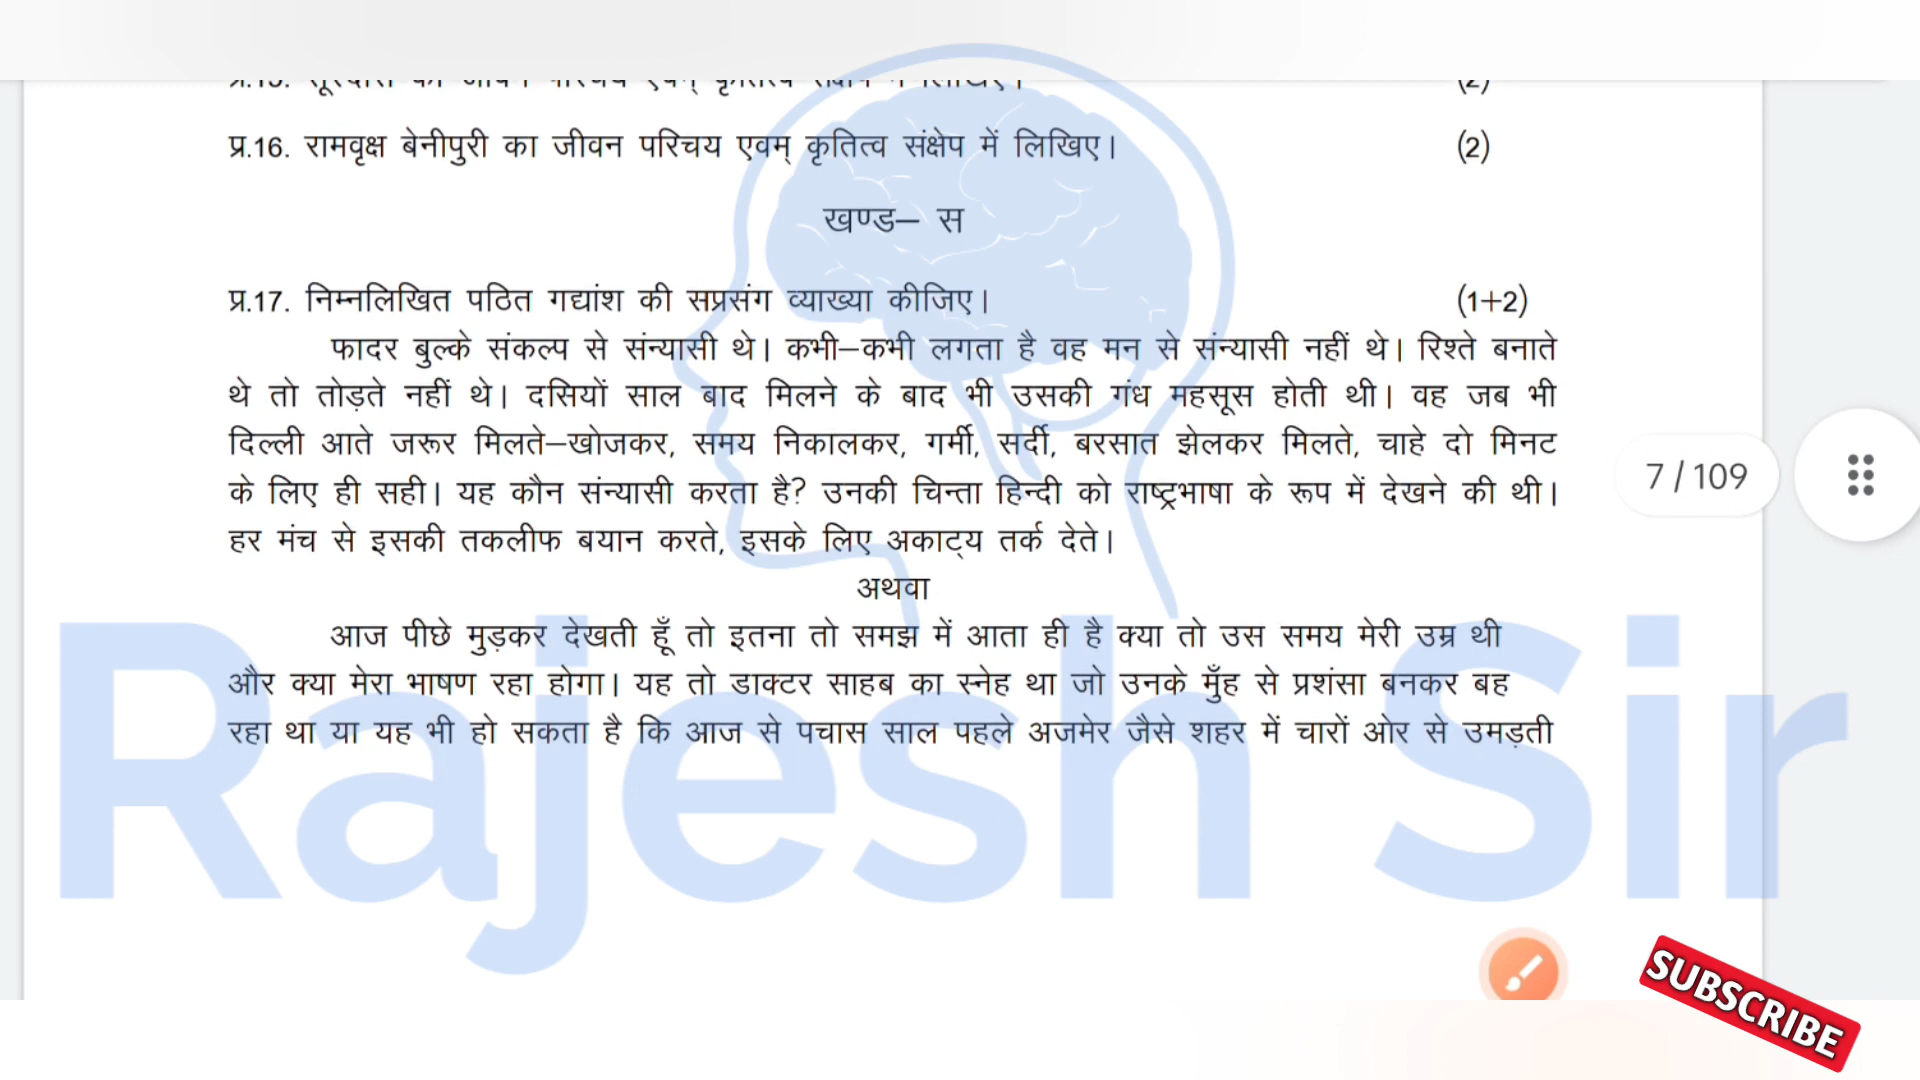 प्र.16. रामवृक्ष बेनीपुरी का जीवन परिचय एवम् कृतित्व संक्षेप में लिखिए। (2)
खण्ड– स
प्र.17. निम्नलिखित पठित गद्यांश की सप्रसंग व्याख्या कीजिए। (1+2)
फादर बुल्के संकल्प से संन्यासी थे। कभी–कभी लगता है वह मन से संन्यासी नहीं थे। रिश्ते बनाते
थे तो तोड़ते नहीं थे। दसियों साल बाद मिलने के बाद भी उसकी गंध महसूस होती थी। वह जब भी
दिल्ली आते जरूर मिलते–खोजकर, समय निकालकर, गर्मी, सर्दी, बरसात झेलकर मिलते, चाहे दो मिनट
के लिए ही सही। यह कौन संन्यासी करता है? उनकी चिन्ता हिन्दी को राष्ट्रभाषा के रूप में देखने की थी।
7 / 109
हर मंच से इसकी तकलीफ बयान करते, इसके लिए अकाट्य तर्क देते।
अथवा
आज पीछे मुड़कर देखती हूँ तो इतना तो समझ में आता ही है क्या तो उस समय मेरी उम्र थी
और क्या मेरा भाषण रहा होगा। यह तो डाक्टर साहब का स्नेह था जो उनके मुँह से प्रशंसा बनकर बह
रहा था या यह भी हो सकता है कि आज से पचास साल पहले अजमेर जैसे शहर में चारों ओर से उमड़ती
Rajesh Sir
SUBSCRIBE